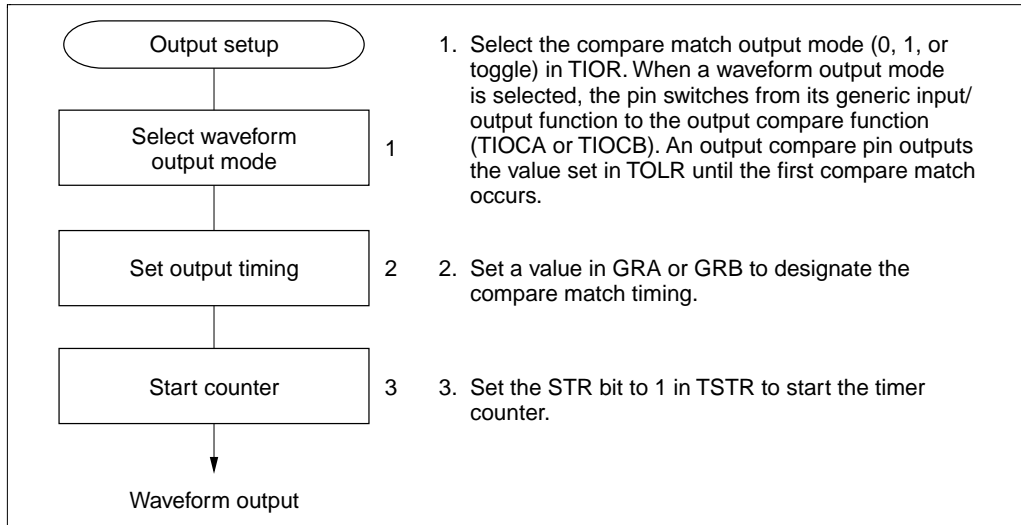 Output setup
Select waveform
output mode
1
Set output timing
2
Start counter
3
Waveform output
1. Select the compare match output mode (0, 1, or
toggle) in TIOR. When a waveform output mode
is selected, the pin switches from its generic input/
output function to the output compare function
(TIOCA or TIOCB). An output compare pin outputs
the value set in TOLR until the first compare match
occurs.
2. Set a value in GRA or GRB to designate the
compare match timing.
3. Set the STR bit to 1 in TSTR to start the timer
counter.